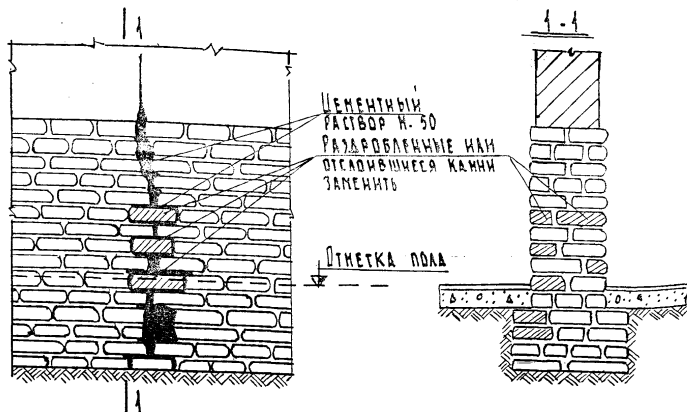 1
1-1
ЦЕМЕНТНЫЙ
РАСТВОР М. 50
РАЗДРОБЛЕННЫЕ ИЛИ
ОТСЛОИВШИЕСЯ КАМНИ
ЗАМЕНИТЬ
ОТМЕТКА ПОЛА
1